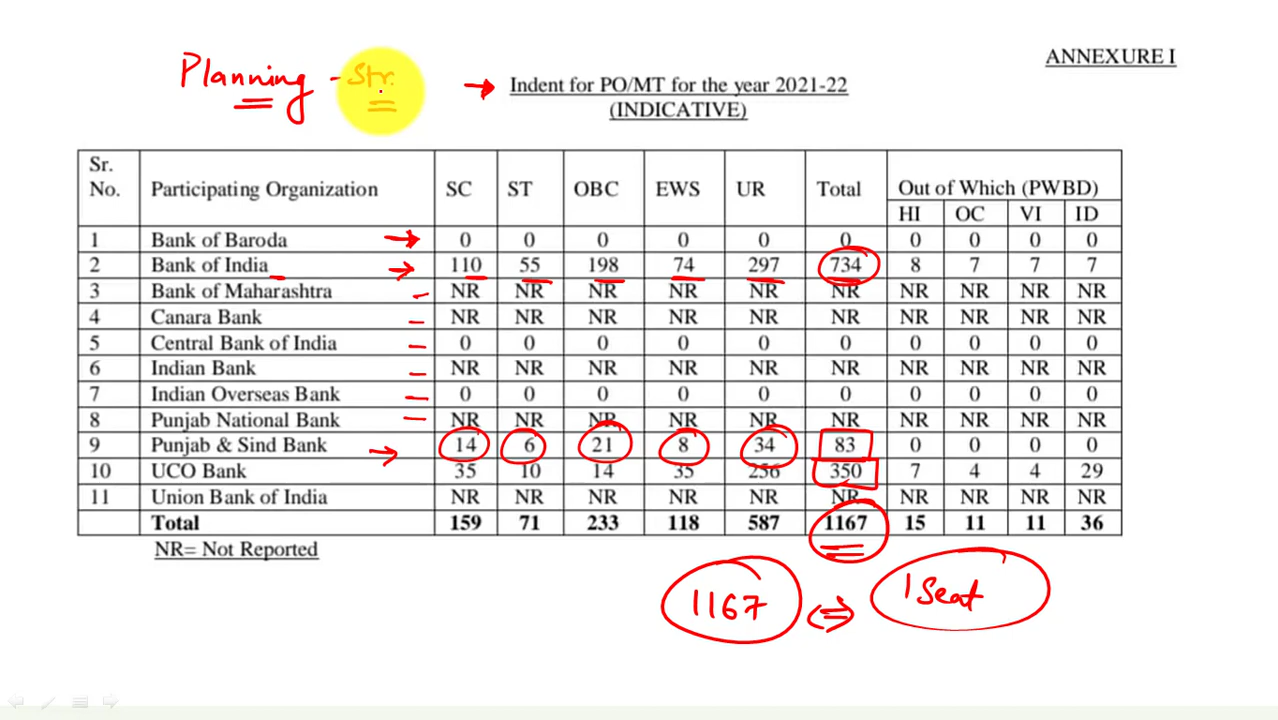 ANNEXURE I
Planning - Str.
Indent for PO/MT for the year 2021-22
(INDICATIVE)
Sr. No. Participating Organization SC ST OBC EWS UR Total Out of Which (PWBD)
HI OC VI ID
1 Bank of Baroda 0 0 0 0 0 0 0 0 0 0
2 Bank of India 110 55 198 74 297 734 8 7 7 7
3 Bank of Maharashtra NR NR NR NR NR NR NR NR NR NR
4 Canara Bank NR NR NR NR NR NR NR NR NR NR
5 Central Bank of India 0 0 0 0 0 0 0 0 0 0
6 Indian Bank NR NR NR NR NR NR NR NR NR NR
7 Indian Overseas Bank 0 0 0 0 0 0 0 0 0 0
8 Punjab National Bank NR NR NR NR NR NR NR NR NR NR
9 Punjab & Sind Bank 14 6 21 8 34 83 0 0 0 0
10 UCO Bank 35 10 14 35 256 350 7 4 4 29
11 Union Bank of India NR NR NR NR NR NR NR NR NR NR
Total 159 71 233 118 587 1167 15 11 11 36
NR= Not Reported
1167 1 Seat